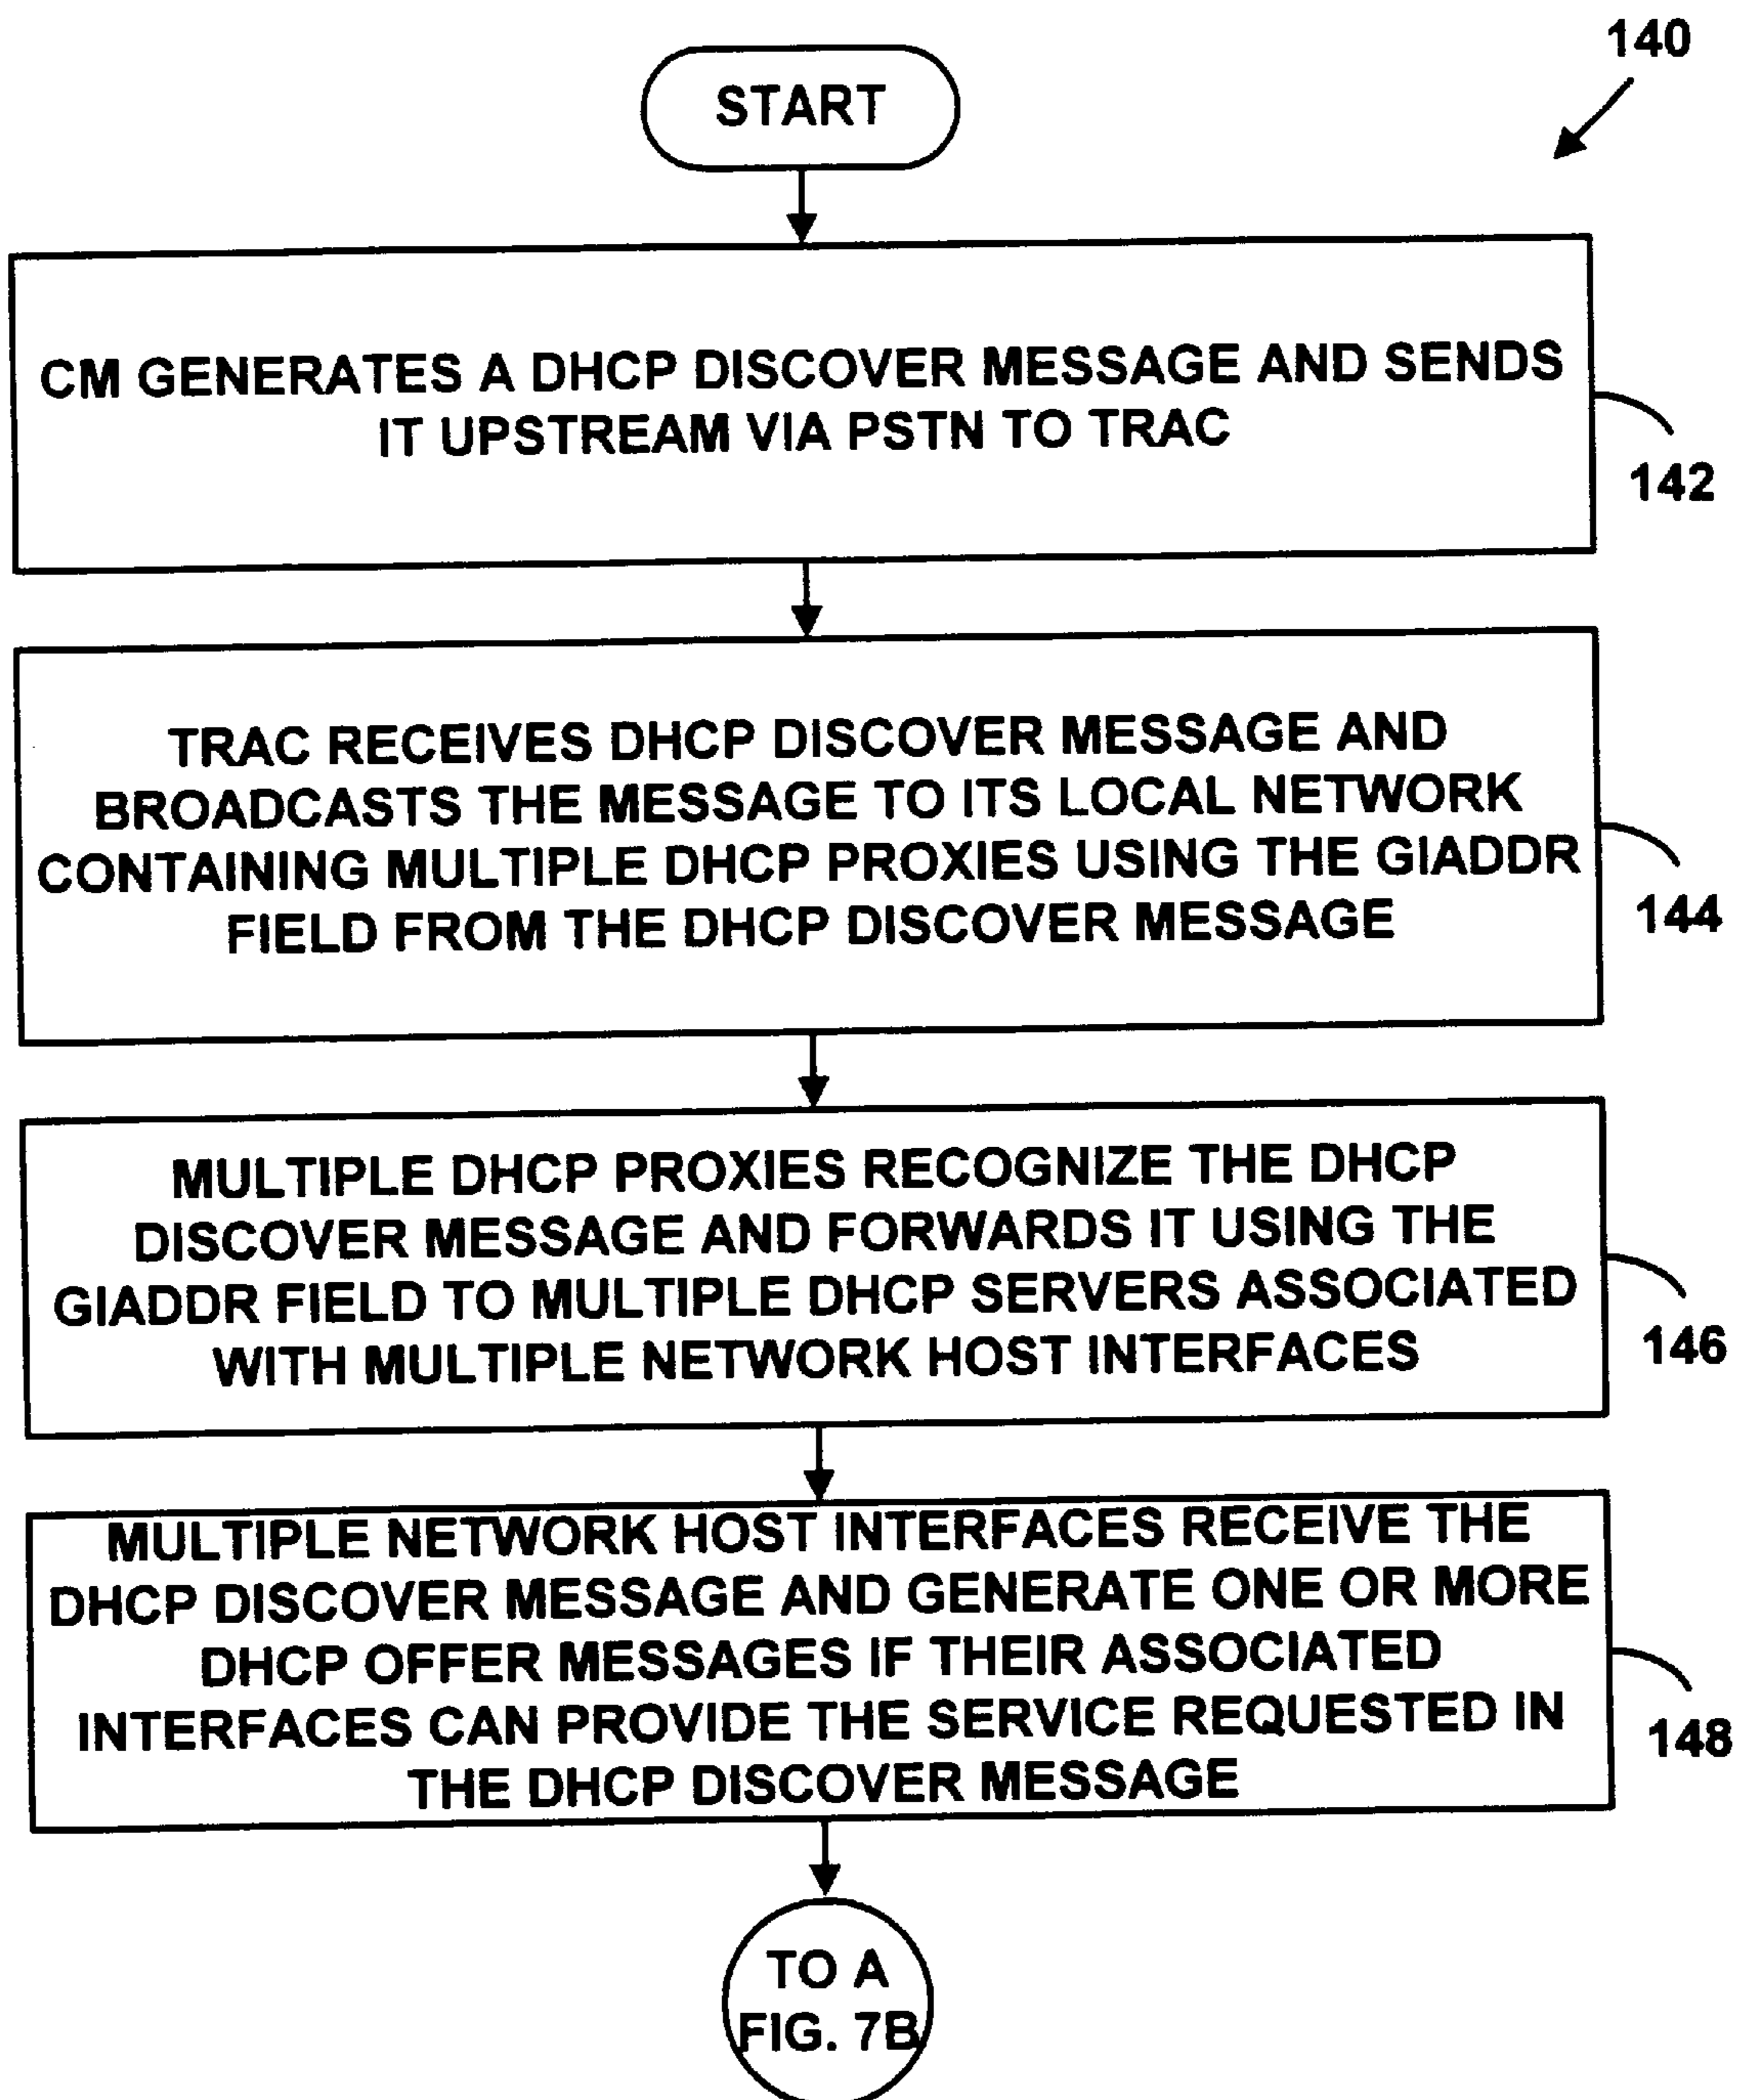 140
START
CM GENERATES A DHCP DISCOVER MESSAGE AND SENDS
IT UPSTREAM VIA PSTN TO TRAC
142
TRAC RECEIVES DHCP DISCOVER MESSAGE AND
BROADCASTS THE MESSAGE TO ITS LOCAL NETWORK
CONTAINING MULTIPLE DHCP PROXIES USING THE GIADDR
FIELD FROM THE DHCP DISCOVER MESSAGE
144
MULTIPLE DHCP PROXIES RECOGNIZE THE DHCP
DISCOVER MESSAGE AND FORWARDS IT USING THE
GIADDR FIELD TO MULTIPLE DHCP SERVERS ASSOCIATED
WITH MULTIPLE NETWORK HOST INTERFACES
146
MULTIPLE NETWORK HOST INTERFACES RECEIVE THE
DHCP DISCOVER MESSAGE AND GENERATE ONE OR MORE
DHCP OFFER MESSAGES IF THEIR ASSOCIATED
INTERFACES CAN PROVIDE THE SERVICE REQUESTED IN
THE DHCP DISCOVER MESSAGE
148
TO A
FIG. 7B